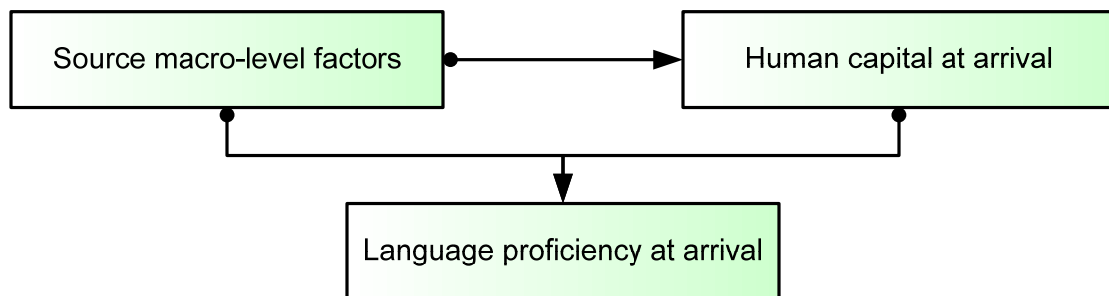 Source macro-level factors
Human capital at arrival
Language proficiency at arrival